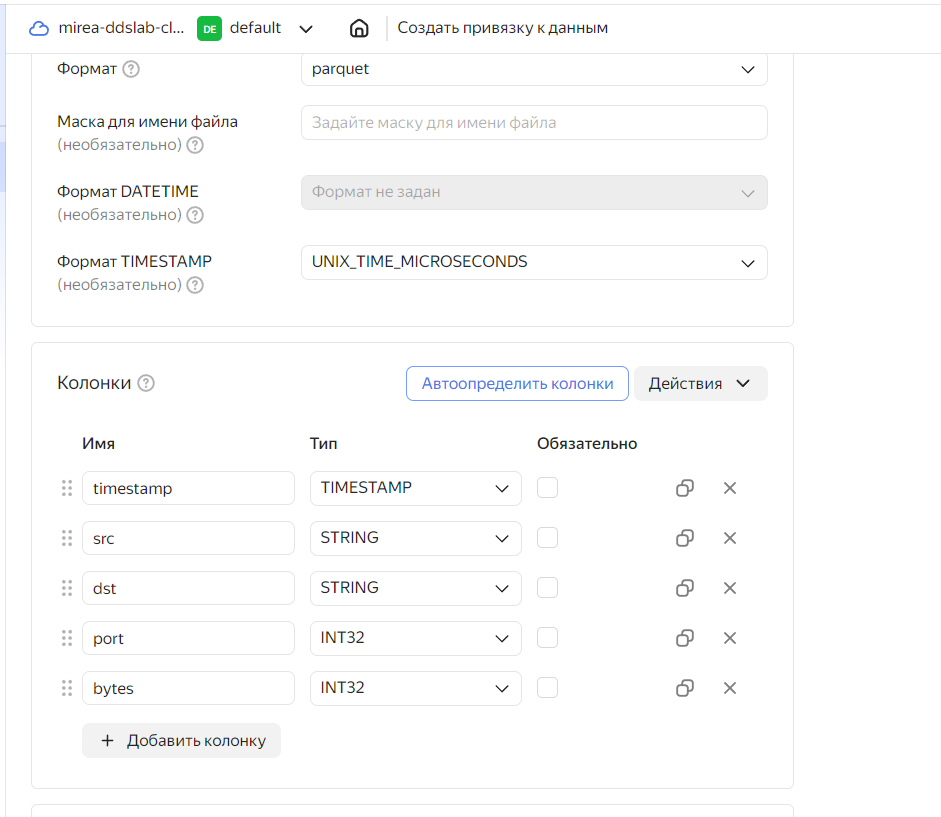 mirea-ddslab-cl... DE default Создать привязку к данным
Формат ? parquet
Маска для имени файла Задайте маску для имени файла
(необязательно) ?
Формат DATETIME Формат не задан
(необязательно) ?
Формат TIMESTAMP UNIX_TIME_MICROSECONDS
(необязательно) ?
Колонки ? Автоопределить колонки Действия
Имя Тип Обязательно
timestamp TIMESTAMP
src STRING
dst STRING
port INT32
bytes INT32
+ Добавить колонку